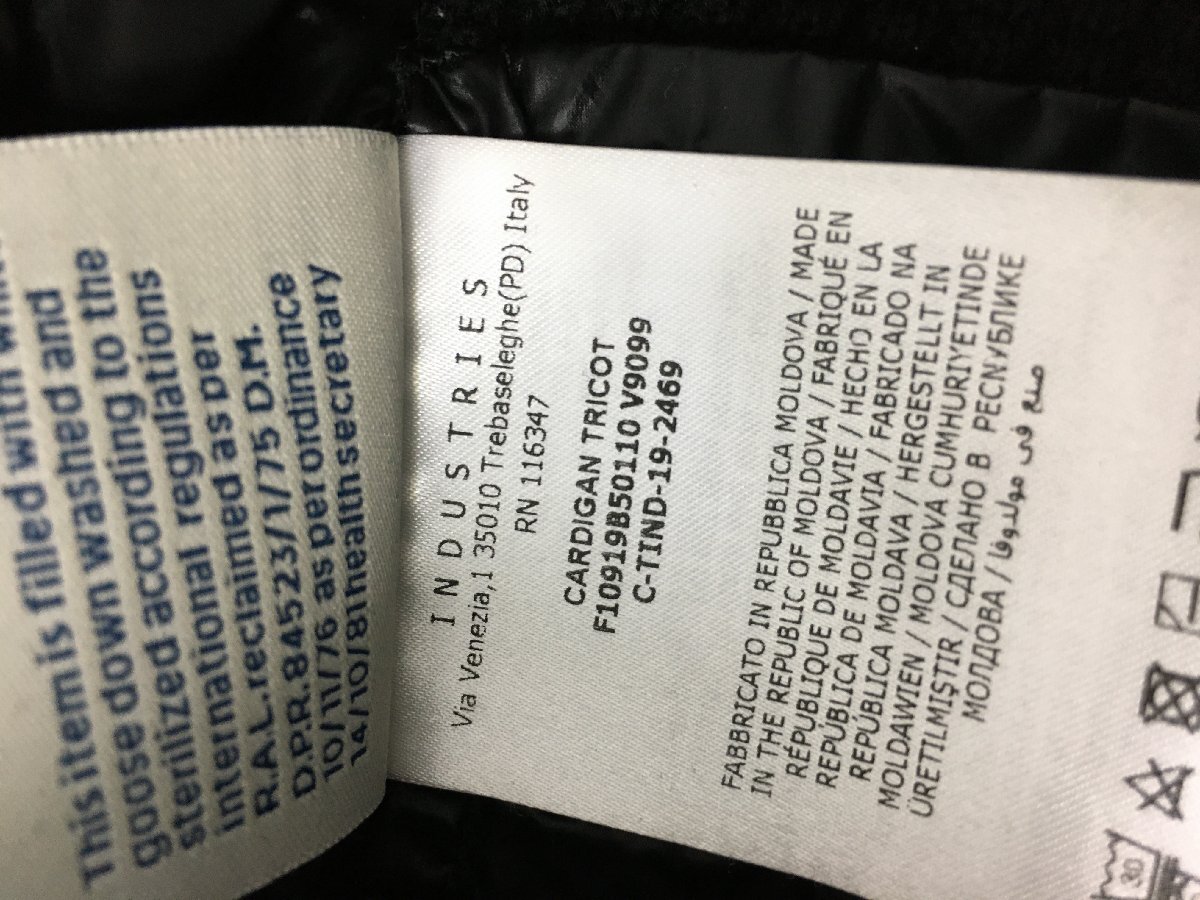 This item is filled with
goose down washed and
sterilized according to the
international regulations
R.A.L. reclaimed as per
D.P.R. 84523/1/75 D.M.
10/11/76 as per ordinance
14/10/81 health secretary
INDUSTRIES
Via Venezia,1 35010 Trebaseleghe(PD) Italy
RN 116347
CARDIGAN TRICOT
F10919B50110 V9099
C-TIND-19-2469
FABBRICATO IN REPUBBLICA MOLDOVA / MADE
IN THE REPUBLIC OF MOLDOVA / FABRIQUÉ EN
RÉPUBLIQUE DE MOLDAVIE / HECHO EN LA
REPÚBLICA DE MOLDAVIA / FABRICADO NA
REPÚBLICA MOLDAVA / HERGESTELLT IN
MOLDAWIEN / MOLDOVA CUMHURIYETINDE
ÜRETILMIŞTIR / СДЕЛАНО В РЕСПУБЛИКЕ
МОЛДОВА / صنع في مولدوفا
30